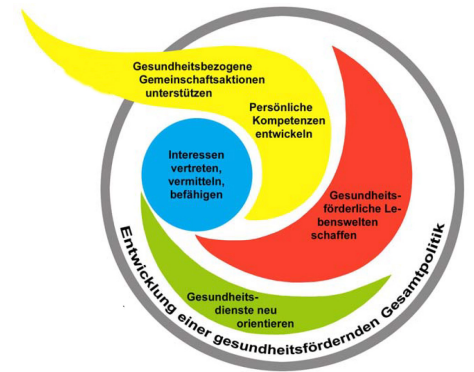 Gesundheitsbezogene
Gemeinschaftsaktionen
unterstützen
Persönliche
Kompetenzen
entwickeln
Interessen
vertreten,
vermitteln,
befähigen
Gesundheits-
förderliche Le-
benswelten
schaffen
Gesundheits-
dienste neu
orientieren
Entwicklung einer gesundheitsfördernden Gesamtpolitik